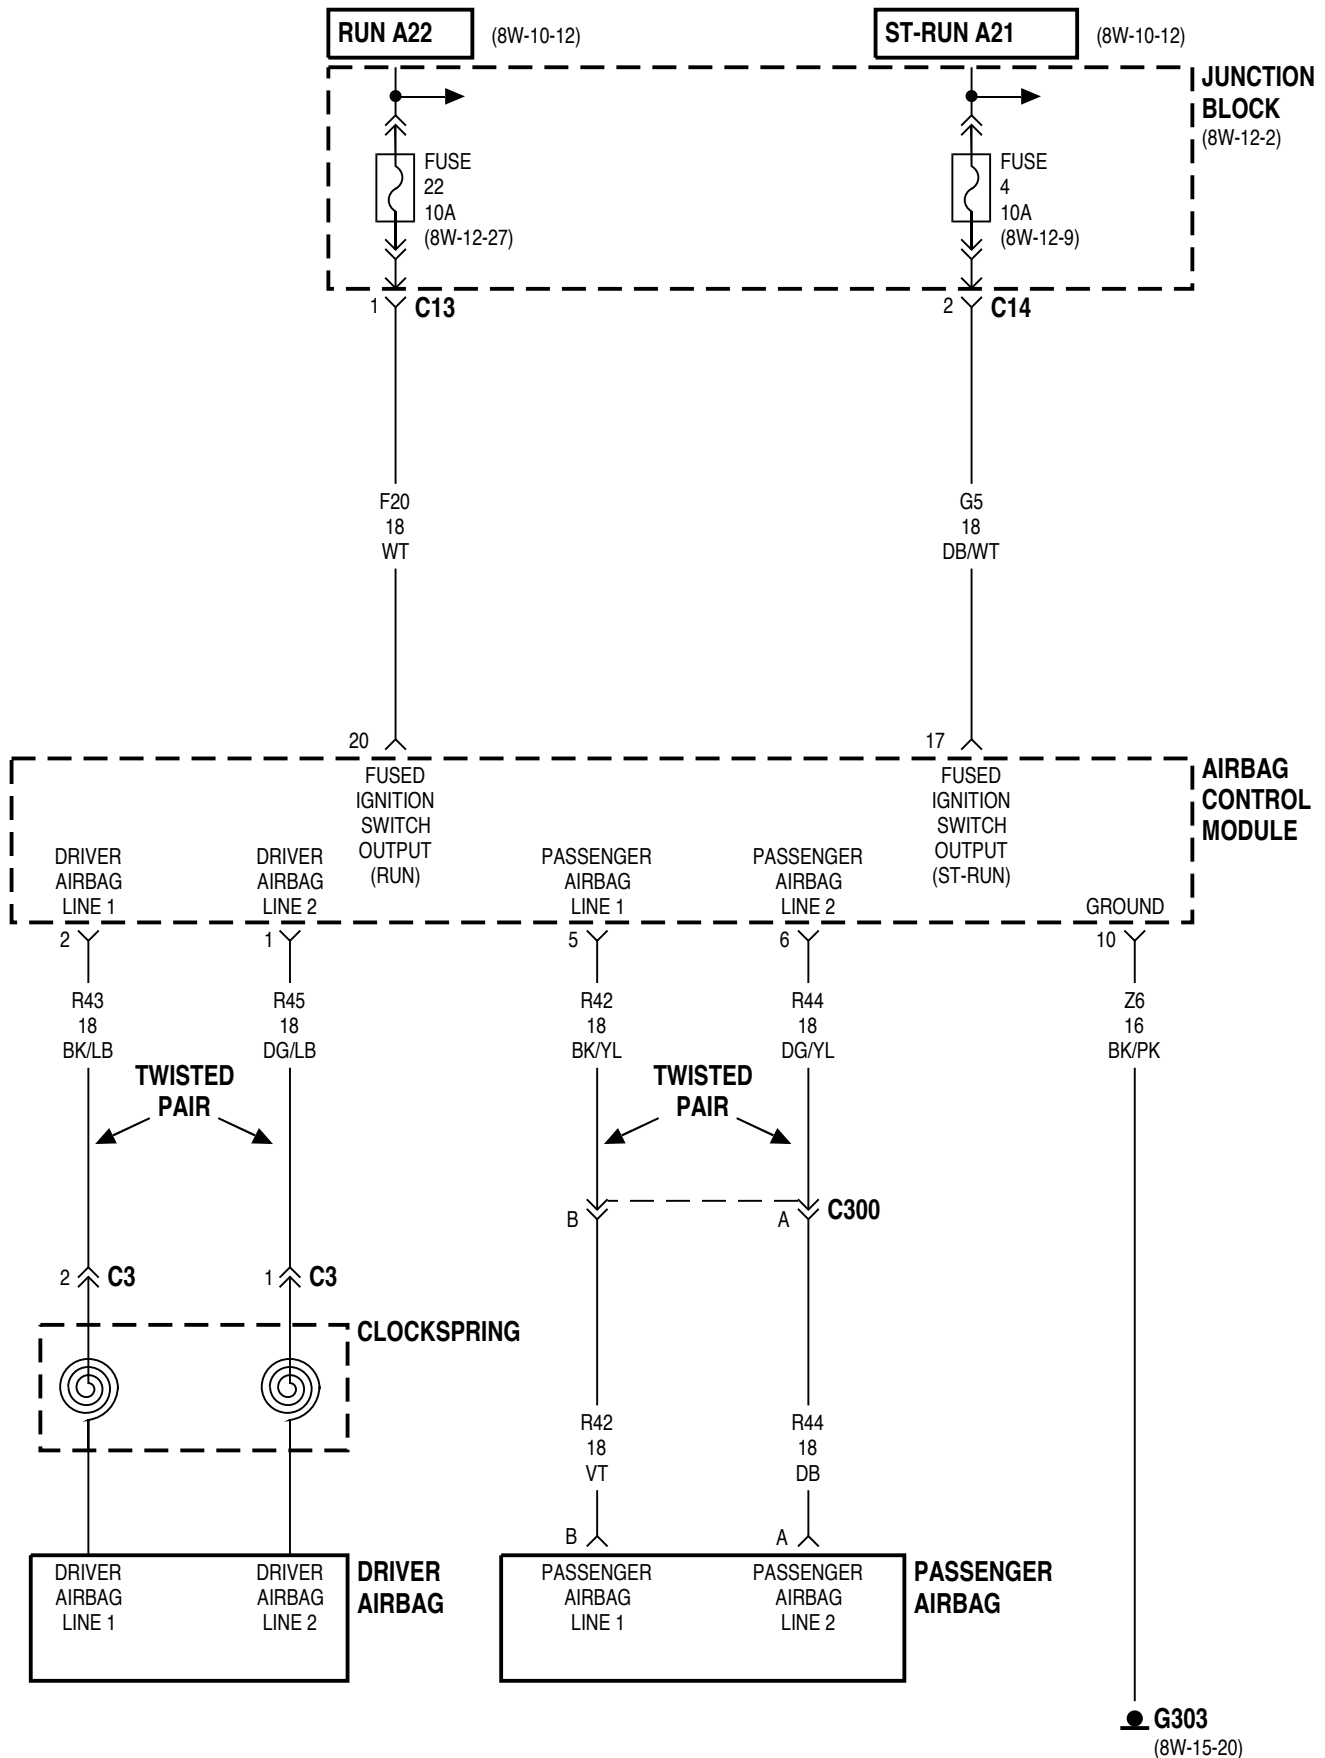 RUN A22
(8W-10-12)
ST-RUN A21
(8W-10-12)
JUNCTION
BLOCK
(8W-12-2)
FUSE
22
10A
(8W-12-27)
FUSE
4
10A
(8W-12-9)
1
C13
2
C14
F20
18
WT
G5
18
DB/WT
20
17
FUSED
IGNITION
SWITCH
OUTPUT
(RUN)
FUSED
IGNITION
SWITCH
OUTPUT
(ST-RUN)
AIRBAG
CONTROL
MODULE
DRIVER
AIRBAG
LINE 1
DRIVER
AIRBAG
LINE 2
PASSENGER
AIRBAG
LINE 1
PASSENGER
AIRBAG
LINE 2
GROUND
2
1
5
6
10
R43
18
BK/LB
R45
18
DG/LB
R42
18
BK/YL
R44
18
DG/YL
Z6
16
BK/PK
TWISTED
PAIR
TWISTED
PAIR
B
A
C300
2
C3
1
C3
CLOCKSPRING
R42
18
VT
R44
18
DB
B
A
DRIVER
AIRBAG
LINE 1
DRIVER
AIRBAG
LINE 2
DRIVER
AIRBAG
PASSENGER
AIRBAG
LINE 1
PASSENGER
AIRBAG
LINE 2
PASSENGER
AIRBAG
G303
(8W-15-20)